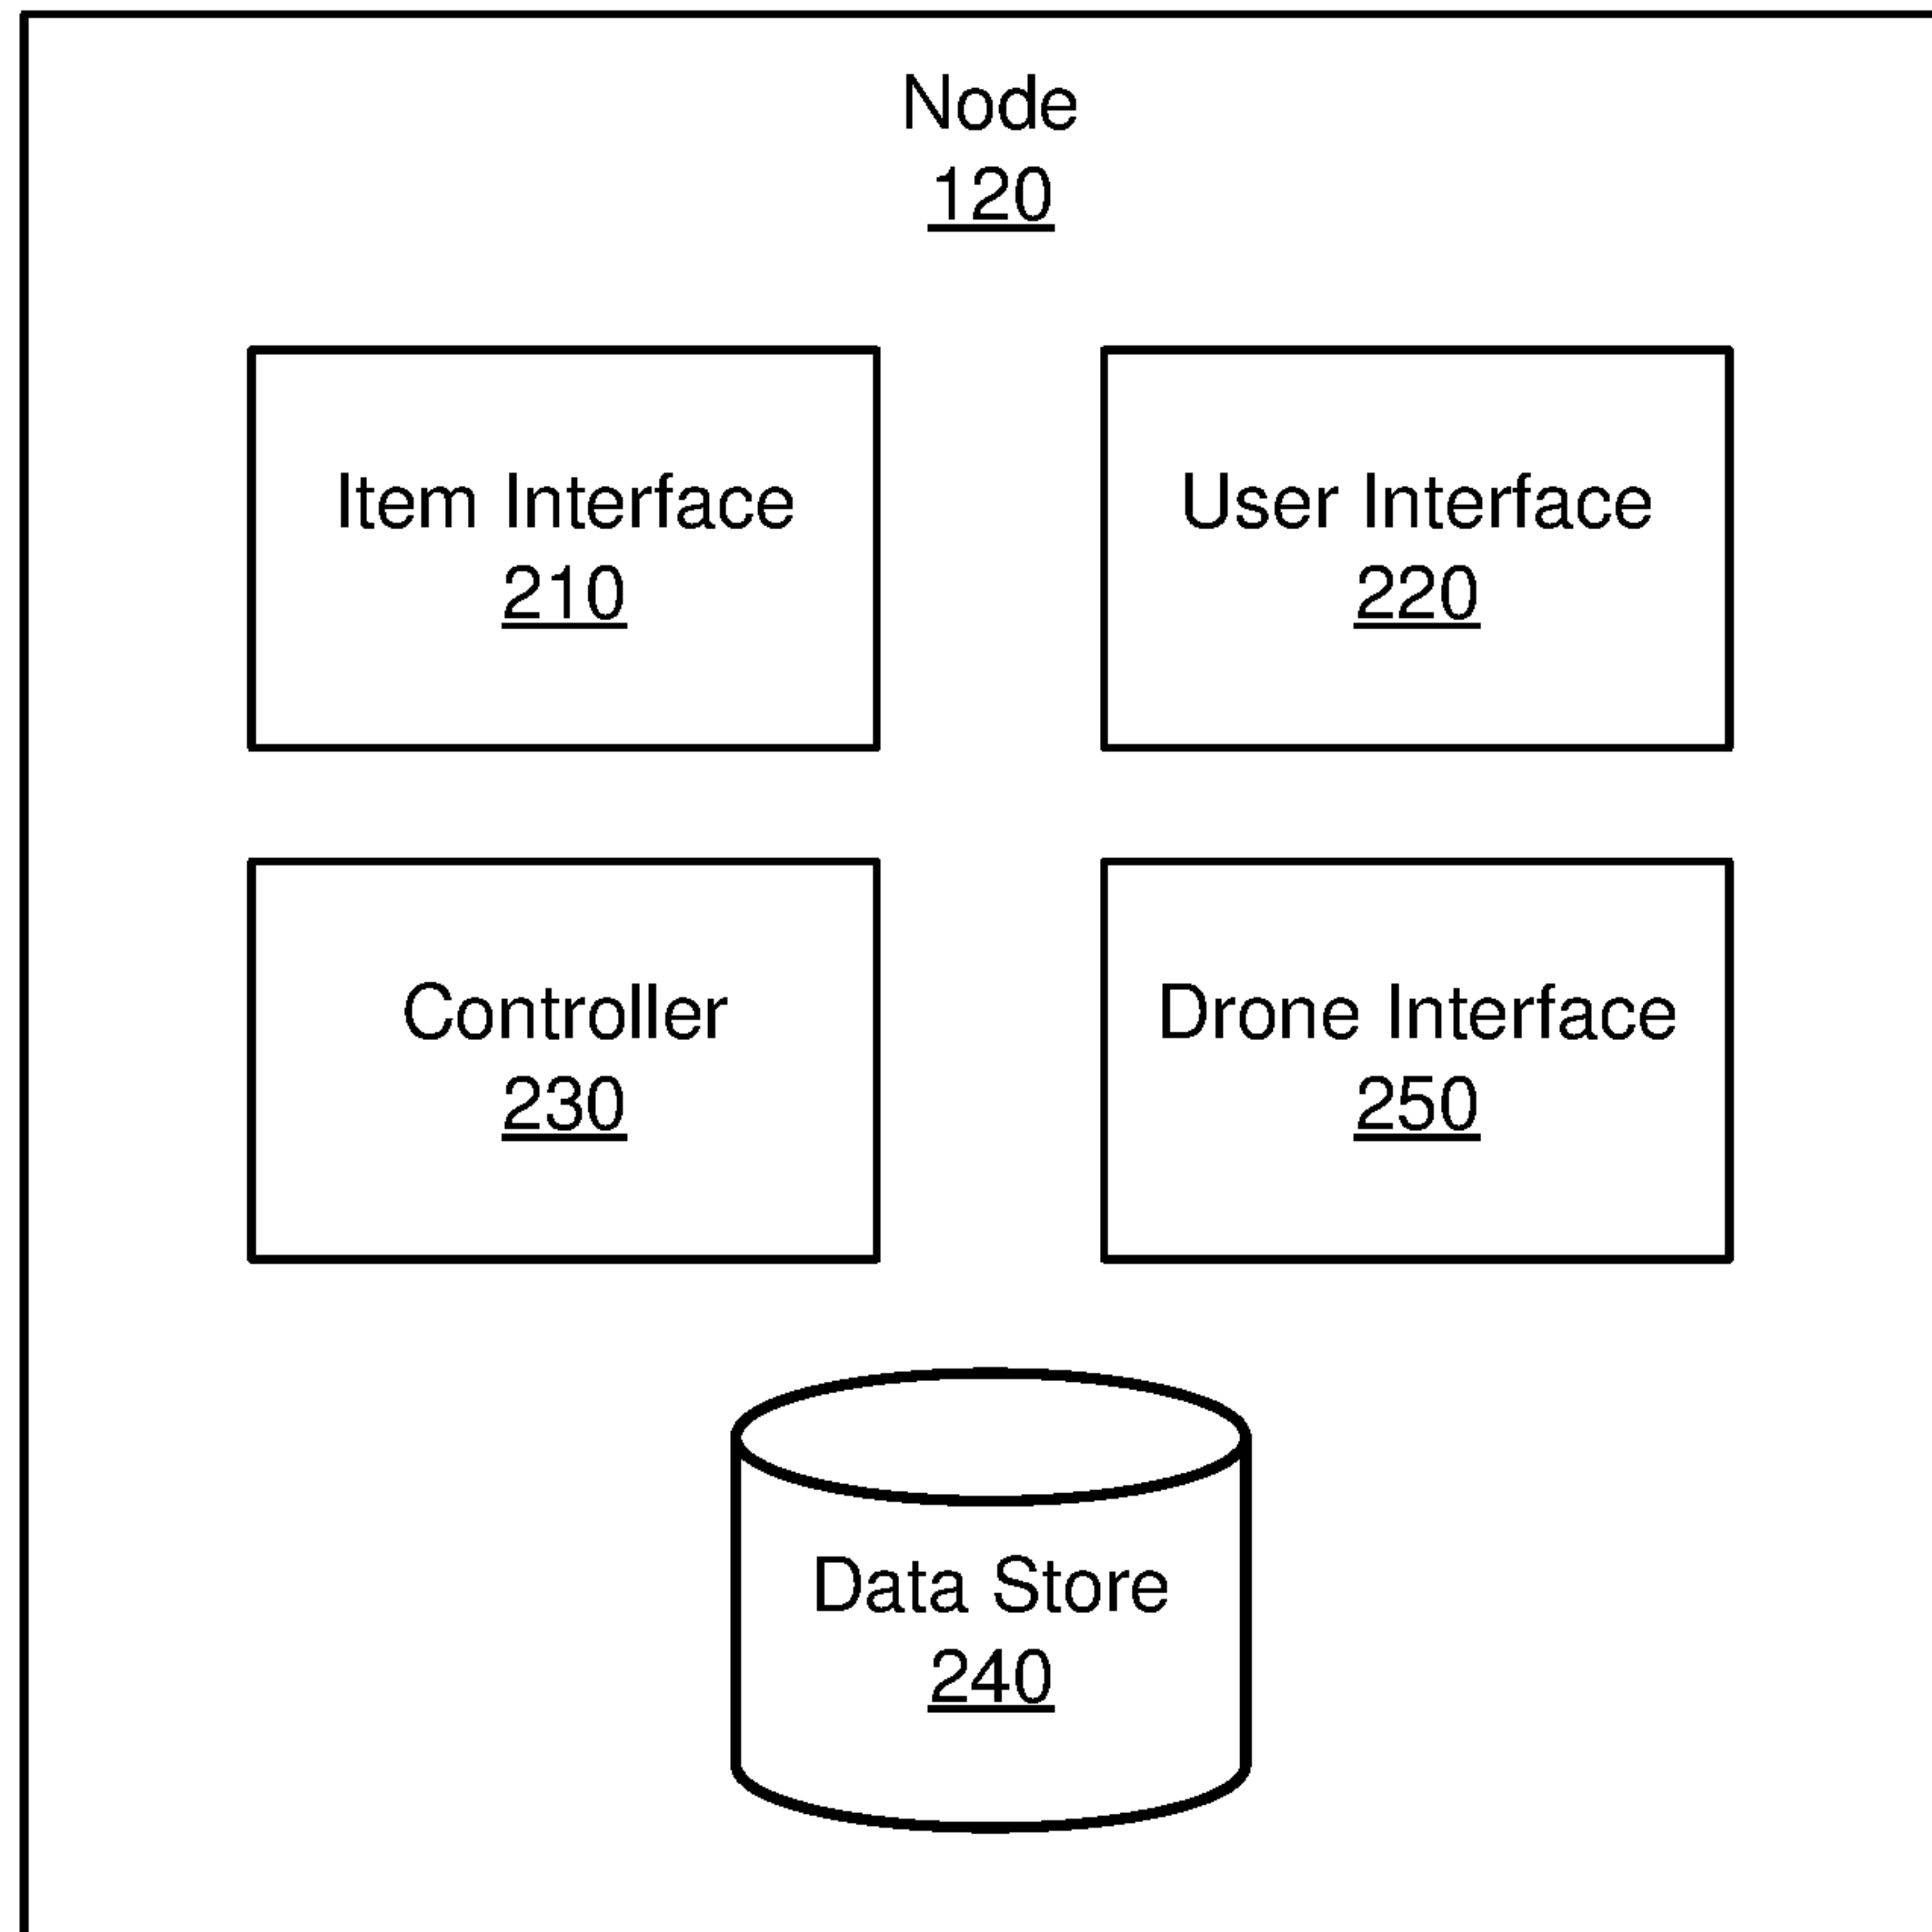 Node
120
Item Interface
210
User Interface
220
Controller
230
Drone Interface
250
Data Store
240